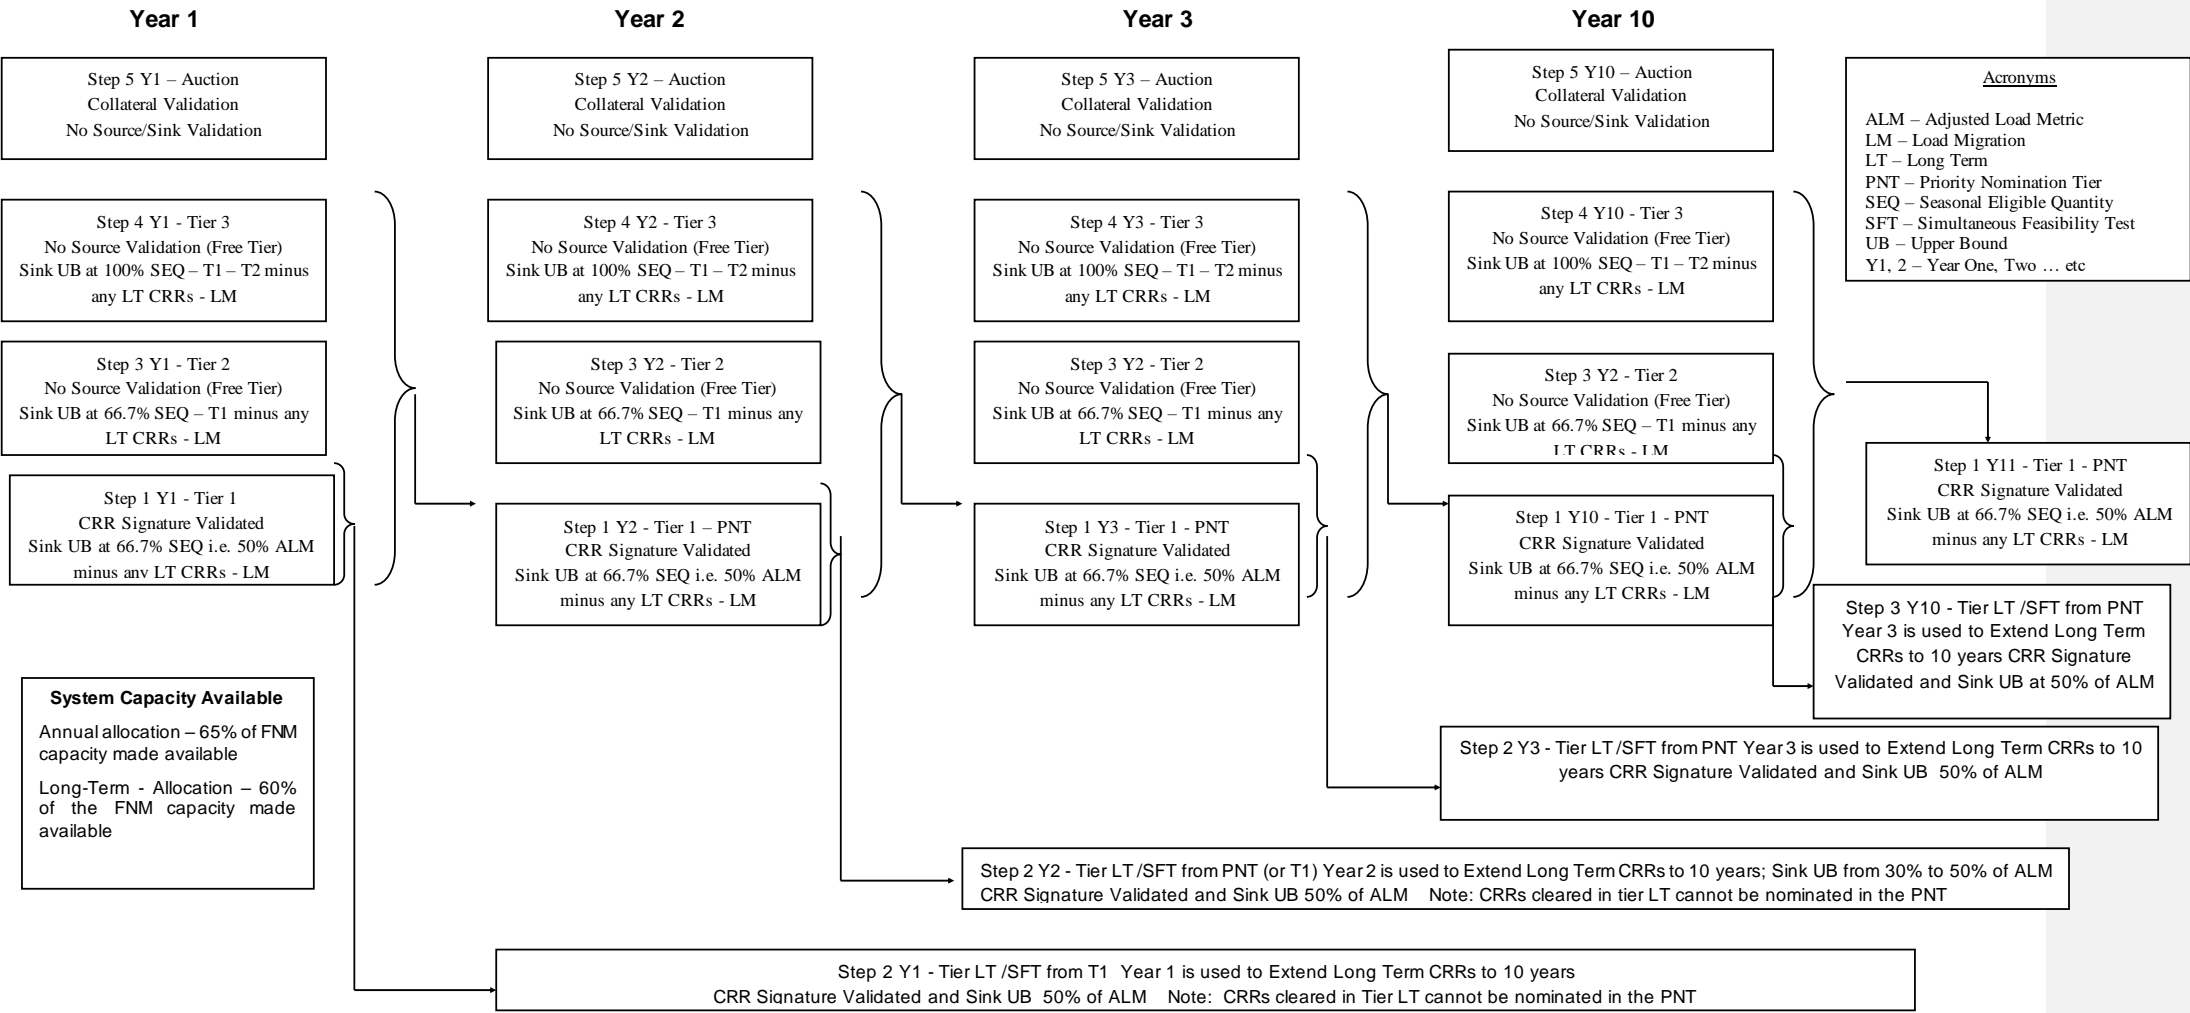 Year 1
Year 2
Year 3
Year 10
Step 5 Y1 – Auction
Collateral Validation
No Source/Sink Validation
Step 5 Y2 – Auction
Collateral Validation
No Source/Sink Validation
Step 5 Y3 – Auction
Collateral Validation
No Source/Sink Validation
Step 5 Y10 – Auction
Collateral Validation
No Source/Sink Validation
Acronyms
ALM – Adjusted Load Metric
LM – Load Migration
LT – Long Term
PNT – Priority Nomination Tier
SEQ – Seasonal Eligible Quantity
SFT – Simultaneous Feasibility Test
UB – Upper Bound
Y1, 2 – Year One, Two … etc
Step 4 Y1 - Tier 3
No Source Validation (Free Tier)
Sink UB at 100% SEQ – T1 – T2 minus
any LT CRRs - LM
Step 4 Y2 - Tier 3
No Source Validation (Free Tier)
Sink UB at 100% SEQ – T1 – T2 minus
any LT CRRs - LM
Step 4 Y3 - Tier 3
No Source Validation (Free Tier)
Sink UB at 100% SEQ – T1 – T2 minus
any LT CRRs - LM
Step 4 Y10 - Tier 3
No Source Validation (Free Tier)
Sink UB at 100% SEQ – T1 – T2 minus
any LT CRRs - LM
Step 3 Y1 - Tier 2
No Source Validation (Free Tier)
Sink UB at 66.7% SEQ – T1 minus any
LT CRRs - LM
Step 3 Y2 - Tier 2
No Source Validation (Free Tier)
Sink UB at 66.7% SEQ – T1 minus any
LT CRRs - LM
Step 3 Y2 - Tier 2
No Source Validation (Free Tier)
Sink UB at 66.7% SEQ – T1 minus any
LT CRRs - LM
Step 3 Y2 - Tier 2
No Source Validation (Free Tier)
Sink UB at 66.7% SEQ – T1 minus any
LT CRRs - LM
Step 1 Y1 - Tier 1
CRR Signature Validated
Sink UB at 66.7% SEQ i.e. 50% ALM
minus any LT CRRs - LM
Step 1 Y2 - Tier 1 – PNT
CRR Signature Validated
Sink UB at 66.7% SEQ i.e. 50% ALM
minus any LT CRRs - LM
Step 1 Y3 - Tier 1 - PNT
CRR Signature Validated
Sink UB at 66.7% SEQ i.e. 50% ALM
minus any LT CRRs - LM
Step 1 Y10 - Tier 1 - PNT
CRR Signature Validated
Sink UB at 66.7% SEQ i.e. 50% ALM
minus any LT CRRs - LM
Step 1 Y11 - Tier 1 - PNT
CRR Signature Validated
Sink UB at 66.7% SEQ i.e. 50% ALM
minus any LT CRRs - LM
Step 3 Y10 - Tier LT /SFT from PNT
Year 3 is used to Extend Long Term
CRRs to 10 years CRR Signature
Validated and Sink UB at 50% of ALM
System Capacity Available
Annual allocation – 65% of FNM
capacity made available
Long-Term - Allocation – 60%
of the FNM capacity made
available
Step 2 Y3 - Tier LT /SFT from PNT Year 3 is used to Extend Long Term CRRs to 10
years CRR Signature Validated and Sink UB 50% of ALM
Step 2 Y2 - Tier LT /SFT from PNT (or T1) Year 2 is used to Extend Long Term CRRs to 10 years; Sink UB from 30% to 50% of ALM
CRR Signature Validated and Sink UB 50% of ALM Note: CRRs cleared in tier LT cannot be nominated in the PNT
Step 2 Y1 - Tier LT /SFT from T1 Year 1 is used to Extend Long Term CRRs to 10 years
CRR Signature Validated and Sink UB 50% of ALM Note: CRRs cleared in Tier LT cannot be nominated in the PNT